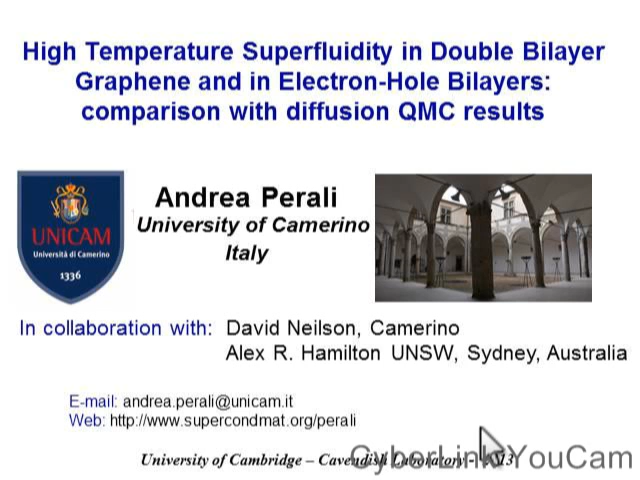 High Temperature Superfluidity in Double Bilayer
Graphene and in Electron-Hole Bilayers:
comparison with diffusion QMC results
UNICAM
Università di Camerino
1336
Andrea Perali
University of Camerino
Italy
In collaboration with: David Neilson, Camerino
Alex R. Hamilton UNSW, Sydney, Australia
E-mail: andrea.perali@unicam.it
Web: http://www.supercondmat.org/perali
University of Cambridge – Cavendish Laboratory -
CyberLink YouCam